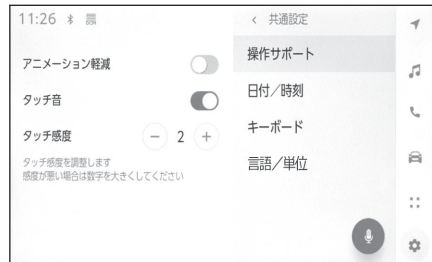 11:26
アニメーション軽減
タッチ音
タッチ感度
2
タッチ感度を調整します
感度が悪い場合は数字を大きくしてください
共通設定
操作サポート
日付／時刻
キーボード
言語／単位